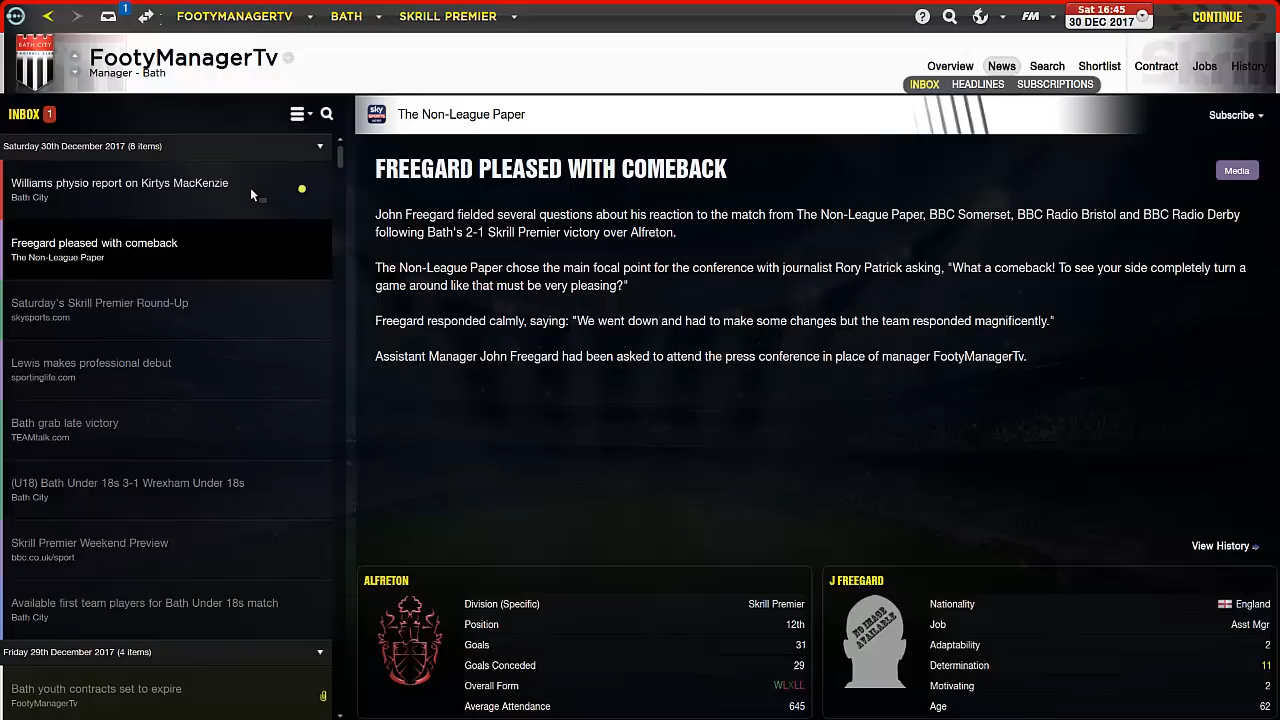 1
FOOTYMANAGERTV
BATH
SKRILL PREMIER
FM
Sat 16:45
30 DEC 2017
CONTINUE
BATH CITY
FootyManagerTv
Manager - Bath
Overview
News
Search
Shortlist
Contract
Jobs
History
INBOX
HEADLINES
SUBSCRIPTIONS
INBOX 1
Saturday 30th December 2017 (8 items)
Williams physio report on Kirtys MacKenzie
Bath City
Freegard pleased with comeback
The Non-League Paper
Saturday's Skrill Premier Round-Up
skysports.com
Lewis makes professional debut
sportinglife.com
Bath grab late victory
TEAMtalk.com
(U18) Bath Under 18s 3-1 Wrexham Under 18s
Bath City
Skrill Premier Weekend Preview
bbc.co.uk/sport
Available first team players for Bath Under 18s match
Bath City
Friday 29th December 2017 (4 items)
Bath youth contracts set to expire
FootyManagerTv
sky SPORTS NEWS
The Non-League Paper
Subscribe
FREEGARD PLEASED WITH COMEBACK
Media
John Freegard fielded several questions about his reaction to the match from The Non-League Paper, BBC Somerset, BBC Radio Bristol and BBC Radio Derby
following Bath's 2-1 Skrill Premier victory over Alfreton.
The Non-League Paper chose the main focal point for the conference with journalist Rory Patrick asking, "What a comeback! To see your side completely turn a
game around like that must be very pleasing?"
Freegard responded calmly, saying: "We went down and had to make some changes but the team responded magnificently."
Assistant Manager John Freegard had been asked to attend the press conference in place of manager FootyManagerTv.
View History
ALFRETON
Division (Specific) Skrill Premier
Position 12th
Goals 31
Goals Conceded 29
Overall Form WLXLL
Average Attendance 645
J FREEGARD
NO IMAGE AVAILABLE
Nationality England
Job Asst Mgr
Adaptability 2
Determination 11
Motivating 2
Age 62